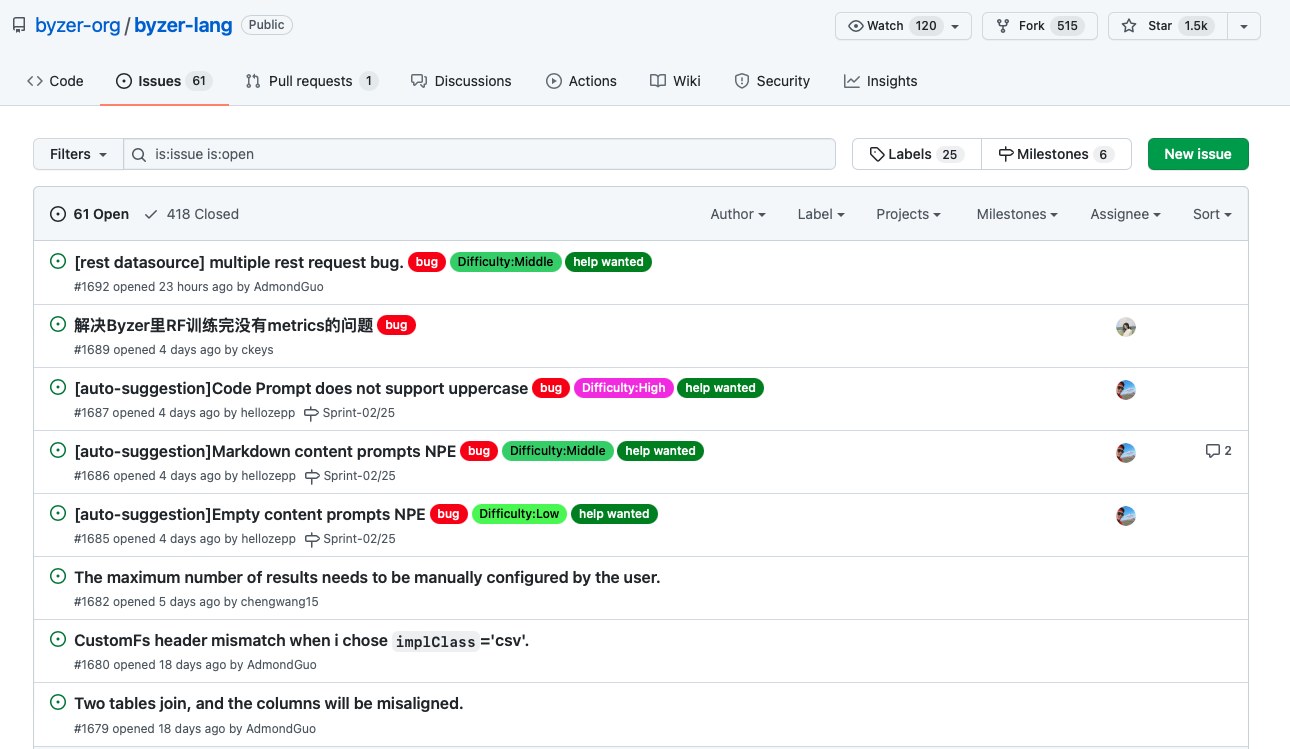 byzer-org / byzer-lang Public Watch 120 Fork 515 Star 1.5k
Code Issues 61 Pull requests 1 Discussions Actions Wiki Security Insights
Filters is:issue is:open Labels 25 Milestones 6 New issue
61 Open 418 Closed Author Label Projects Milestones Assignee Sort
[rest datasource] multiple rest request bug. bug Difficulty:Middle help wanted
#1692 opened 23 hours ago by AdmondGuo
解决Byzer里RF训练完没有metrics的问题 bug
#1689 opened 4 days ago by ckeys
[auto-suggestion]Code Prompt does not support uppercase bug Difficulty:High help wanted
#1687 opened 4 days ago by hellozepp Sprint-02/25
[auto-suggestion]Markdown content prompts NPE bug Difficulty:Middle help wanted 2
#1686 opened 4 days ago by hellozepp Sprint-02/25
[auto-suggestion]Empty content prompts NPE bug Difficulty:Low help wanted
#1685 opened 4 days ago by hellozepp Sprint-02/25
The maximum number of results needs to be manually configured by the user.
#1682 opened 5 days ago by chengwang15
CustomFs header mismatch when i chose implClass ='csv'.
#1680 opened 18 days ago by AdmondGuo
Two tables join, and the columns will be misaligned.
#1679 opened 18 days ago by AdmondGuo